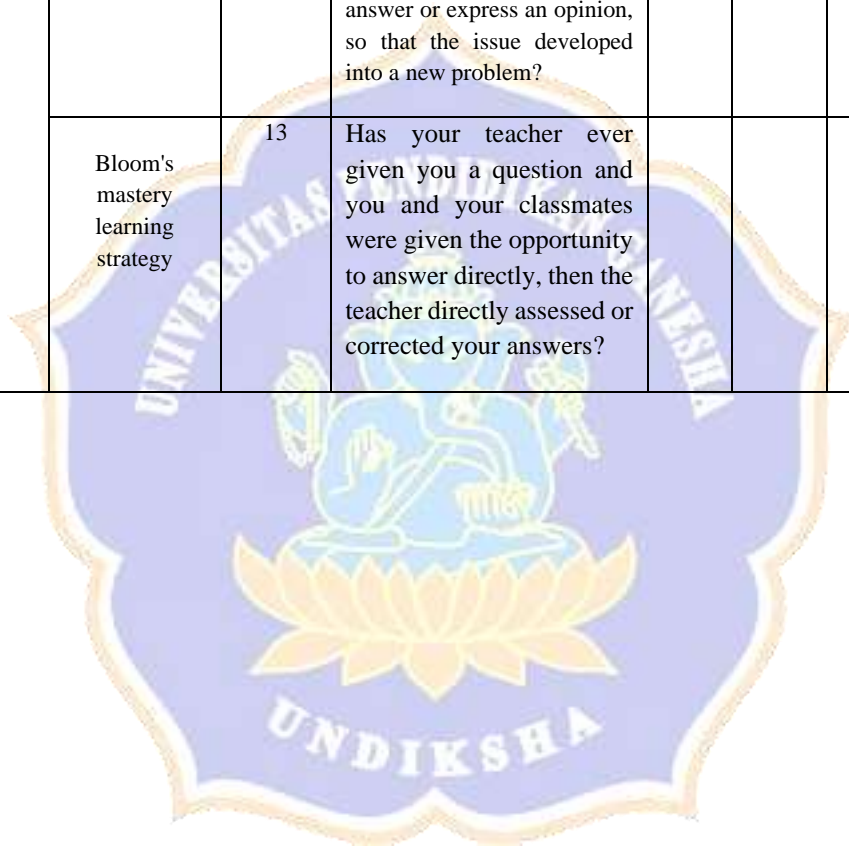 answer or express an opinion,
so that the issue developed
into a new problem?
Bloom's
mastery
learning
strategy
13
Has your teacher ever
given you a question and
you and your classmates
were given the opportunity
to answer directly, then the
teacher directly assessed or
corrected your answers?
UNIVERSITAS PENDIDIKAN GANESHA
UNDIKSHA